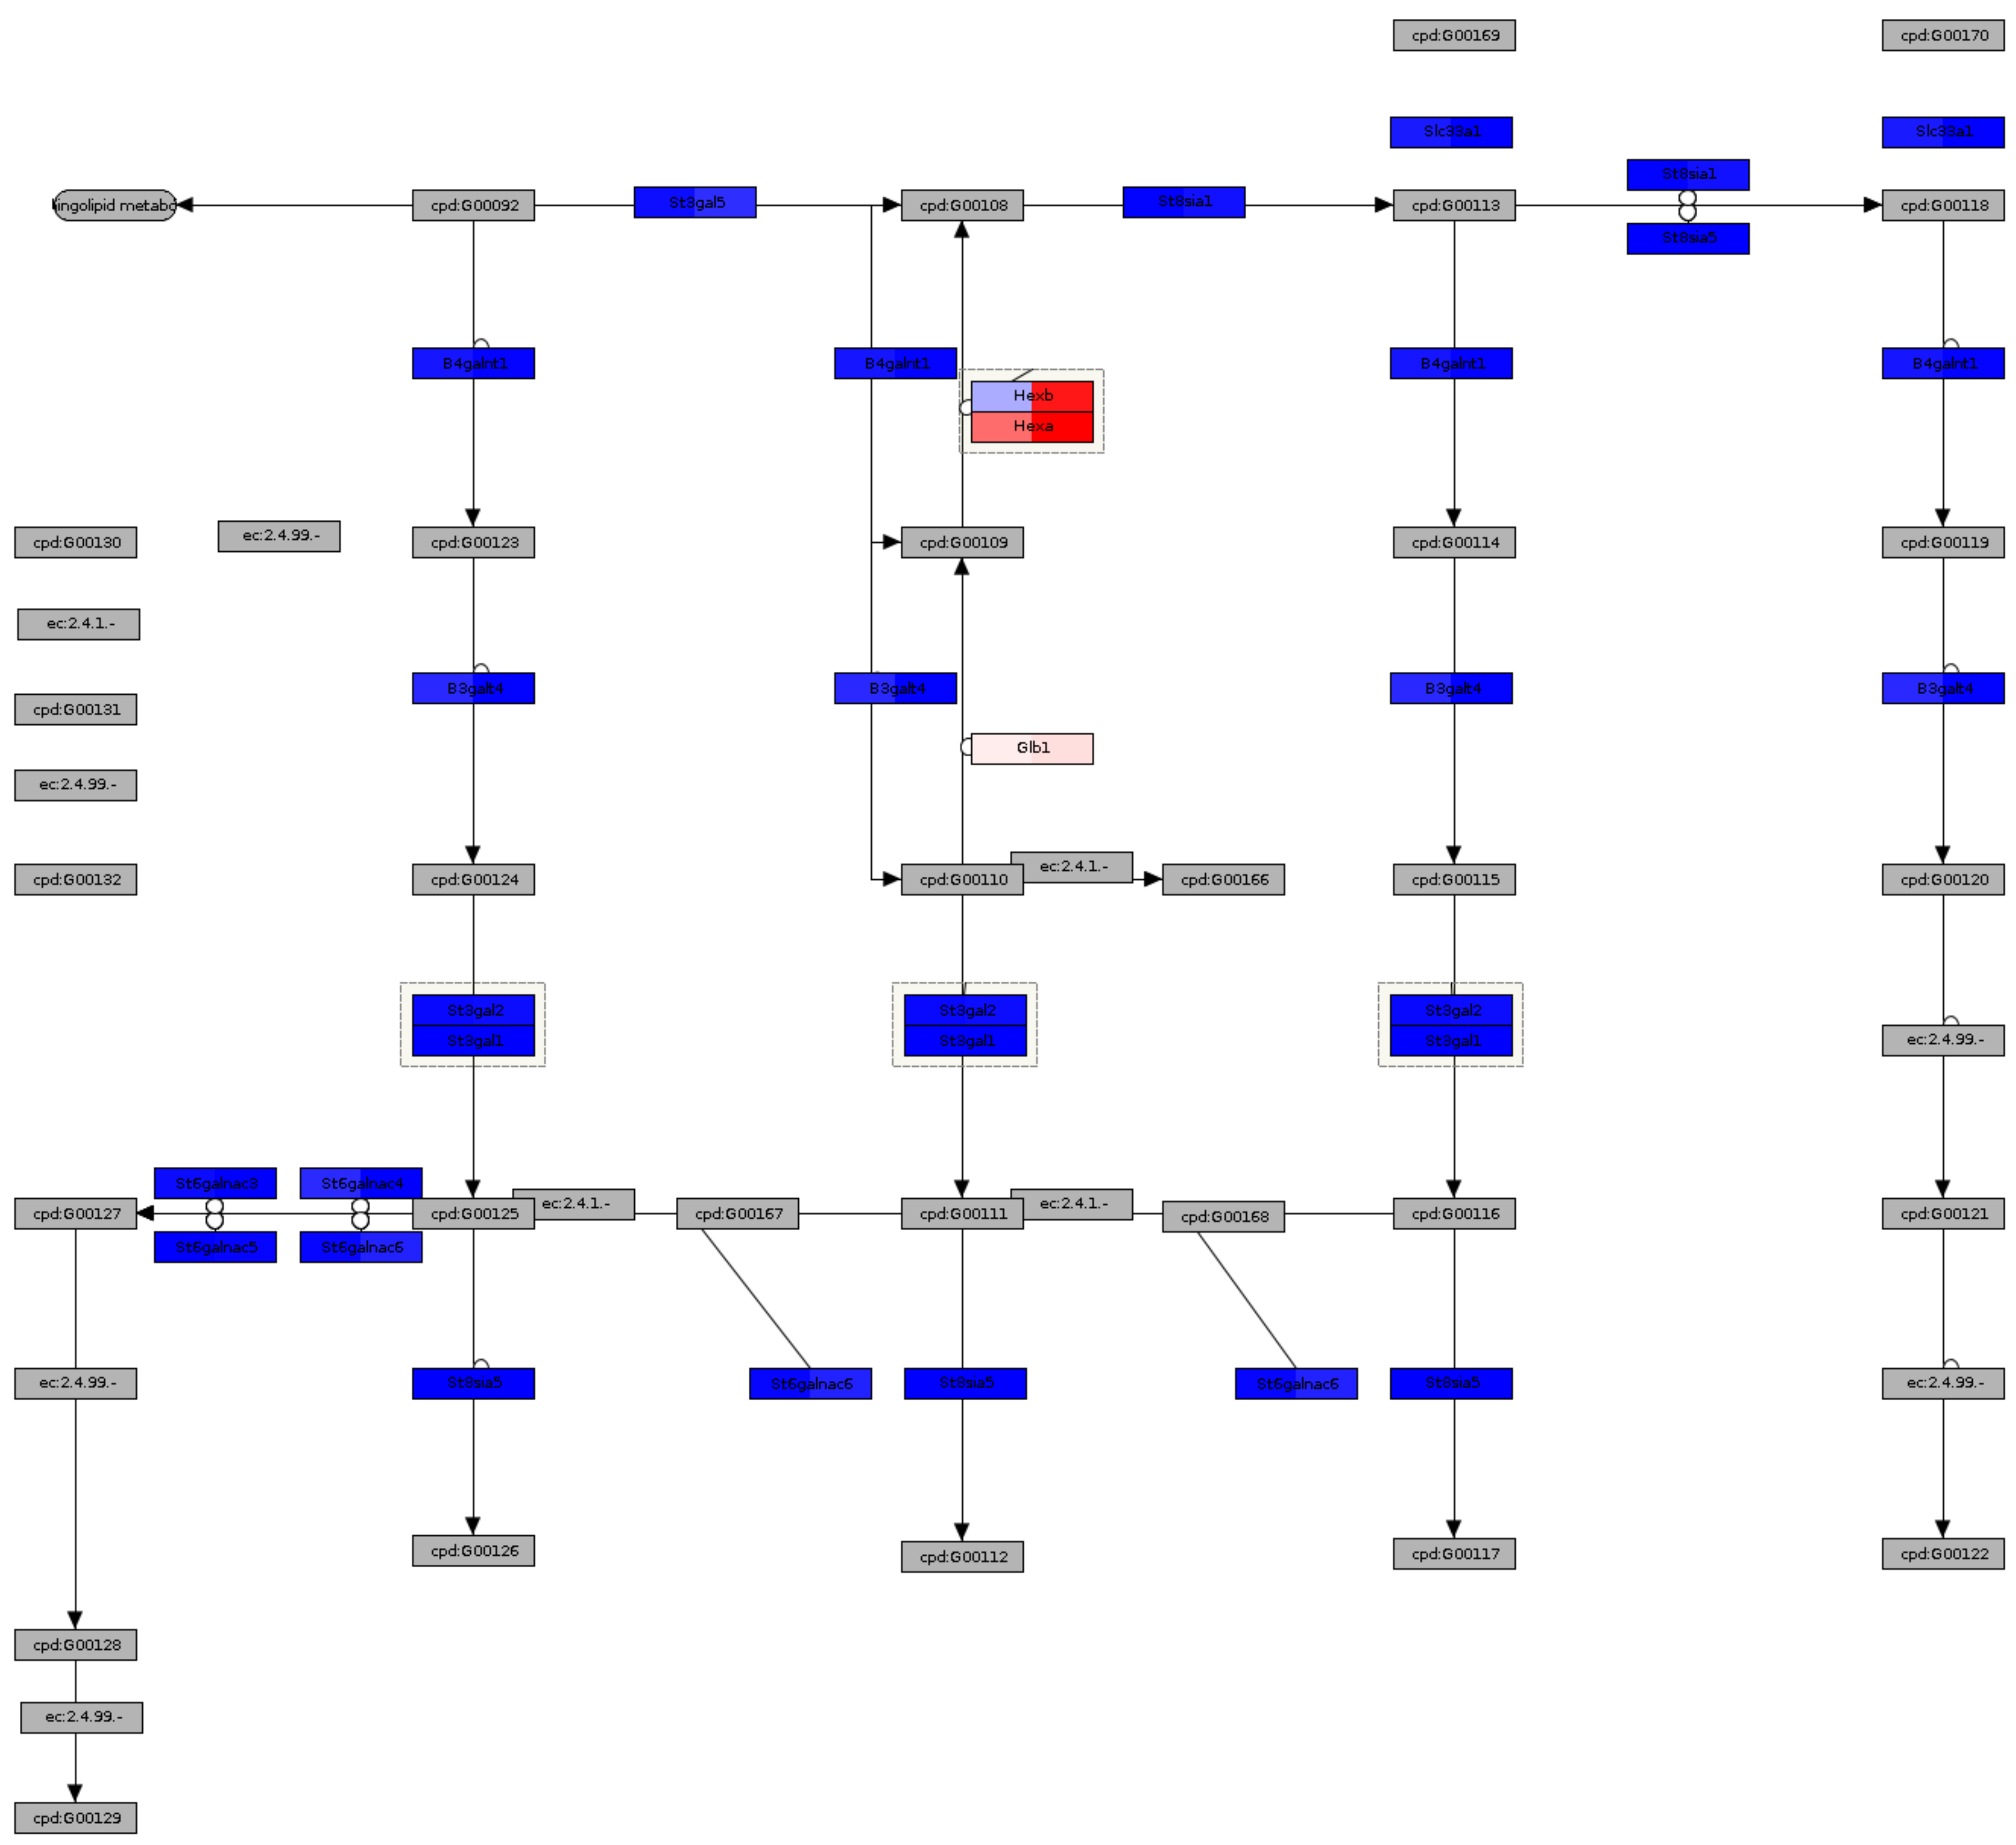 cpd:G00169
cpd:G00170
Slc33a1
Slc33a1
St8sia1
ingolipid metabo
cpd:G00092
St3gal5
cpd:G00108
St8sia1
cpd:G00113
cpd:G00118
St8sia5
B4galnt1
B4galnt1
B4galnt1
B4galnt1
Hexb
Hexa
cpd:G00130
ec:2.4.99.-
cpd:G00123
cpd:G00109
cpd:G00114
cpd:G00119
ec:2.4.1.-
cpd:G00131
B3galt4
B3galt4
B3galt4
B3galt4
Glb1
ec:2.4.99.-
cpd:G00132
cpd:G00124
cpd:G00110
ec:2.4.1.-
cpd:G00166
cpd:G00115
cpd:G00120
St3gal2
St3gal1
St3gal2
St3gal1
St3gal2
St3gal1
ec:2.4.99.-
St6galnac3
St6galnac4
cpd:G00127
cpd:G00125
ec:2.4.1.-
cpd:G00167
cpd:G00111
ec:2.4.1.-
cpd:G00168
cpd:G00116
cpd:G00121
St6galnac5
St6galnac6
ec:2.4.99.-
St8sia5
St6galnac6
St8sia5
St6galnac6
St8sia5
ec:2.4.99.-
cpd:G00126
cpd:G00112
cpd:G00117
cpd:G00122
cpd:G00128
ec:2.4.99.-
cpd:G00129